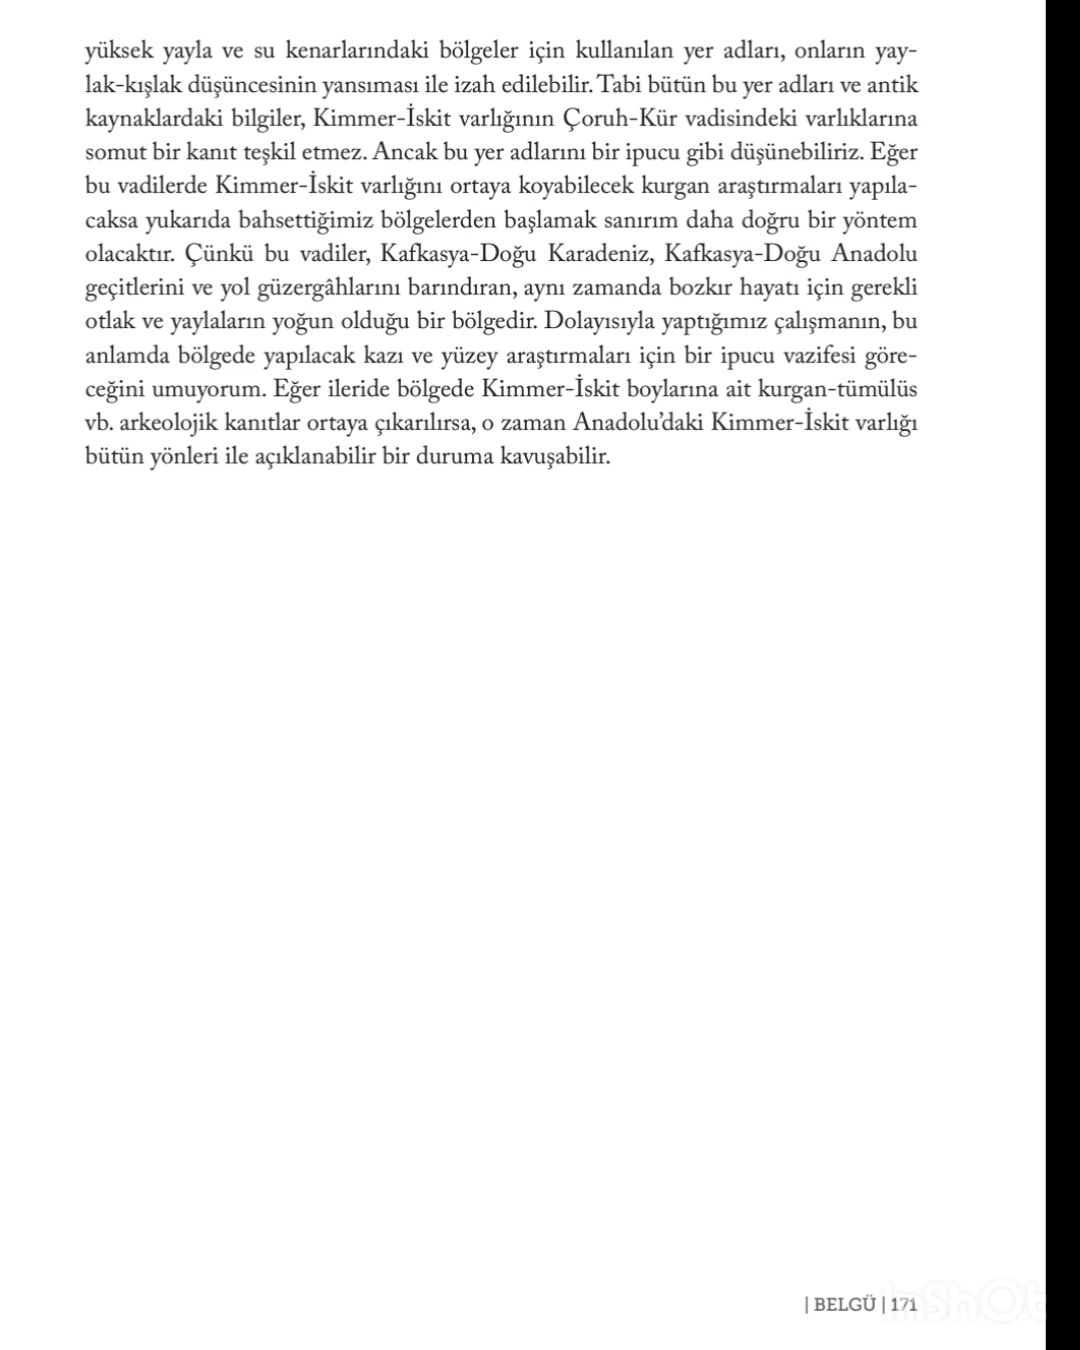 yüksek yayla ve su kenarlarındaki bölgeler için kullanılan yer adları, onların yay-
lak-kışlak düşüncesinin yansıması ile izah edilebilir. Tabi bütün bu yer adları ve antik
kaynaklardaki bilgiler, Kimmer-İskit varlığının Çoruh-Kür vadisindeki varlıklarına
somut bir kanıt teşkil etmez. Ancak bu yer adlarını bir ipucu gibi düşünebiliriz. Eğer
bu vadilerde Kimmer-İskit varlığını ortaya koyabilecek kurgan araştırmaları yapıla-
caksa yukarıda bahsettiğimiz bölgelerden başlamak sanırım daha doğru bir yöntem
olacaktır. Çünkü bu vadiler, Kafkasya-Doğu Karadeniz, Kafkasya-Doğu Anadolu
geçitlerini ve yol güzergâhlarını barındıran, aynı zamanda bozkır hayatı için gerekli
otlak ve yaylaların yoğun olduğu bir bölgedir. Dolayısıyla yaptığımız çalışmanın, bu
anlamda bölgede yapılacak kazı ve yüzey araştırmaları için bir ipucu vazifesi göre-
ceğini umuyorum. Eğer ileride bölgede Kimmer-İskit boylarına ait kurgan-tümülüs
vb. arkeolojik kanıtlar ortaya çıkarılırsa, o zaman Anadolu’daki Kimmer-İskit varlığı
bütün yönleri ile açıklanabilir bir duruma kavuşabilir.
| BELGÜ | 171
InShOt